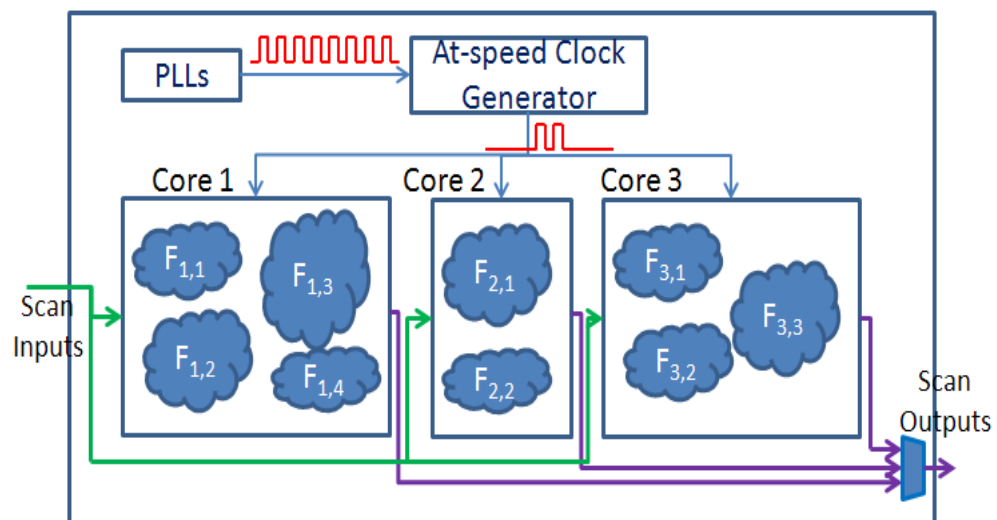 PLLs
At-speed Clock
Generator
Core 1
Core 2
Core 3
F1,1
F1,3
F2,1
F3,1
F3,3
Scan
Inputs
F1,2
F1,4
F2,2
F3,2
Scan
Outputs